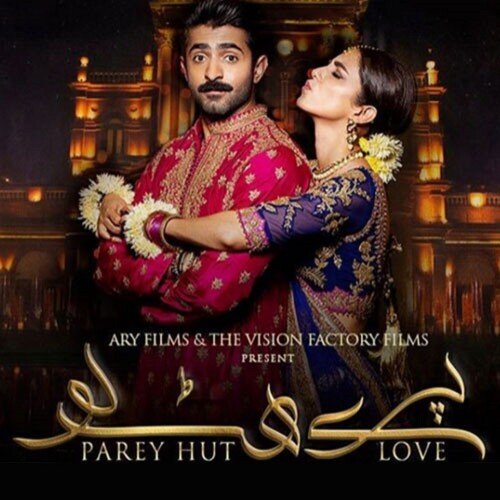 ARY FILMS & THE VISION FACTORY FILMS
PRESENT
پرے ہٹ لو
PAREY HUT LOVE